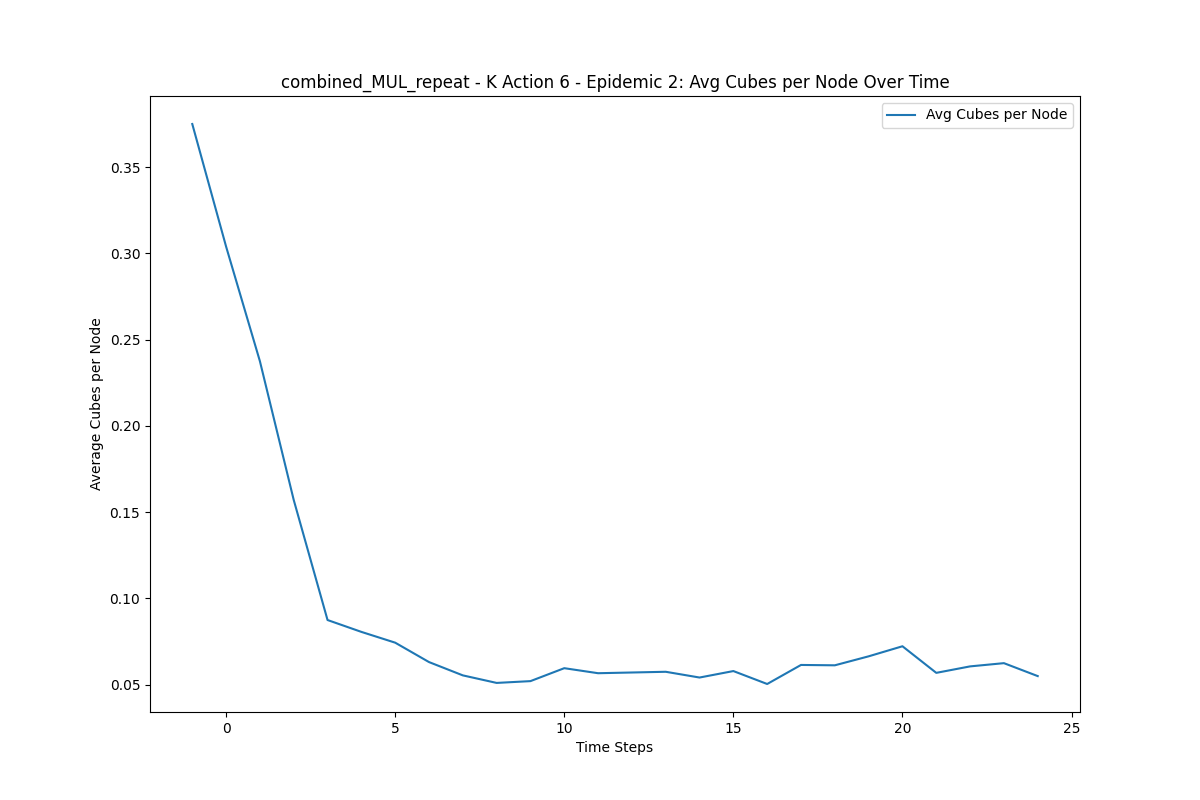 combined_MUL_repeat - K Action 6 - Epidemic 2: Avg Cubes per Node Over Time
Avg Cubes per Node
Average Cubes per Node
0.35
0.30
0.25
0.20
0.15
0.10
0.05
0 5 10 15 20 25
Time Steps